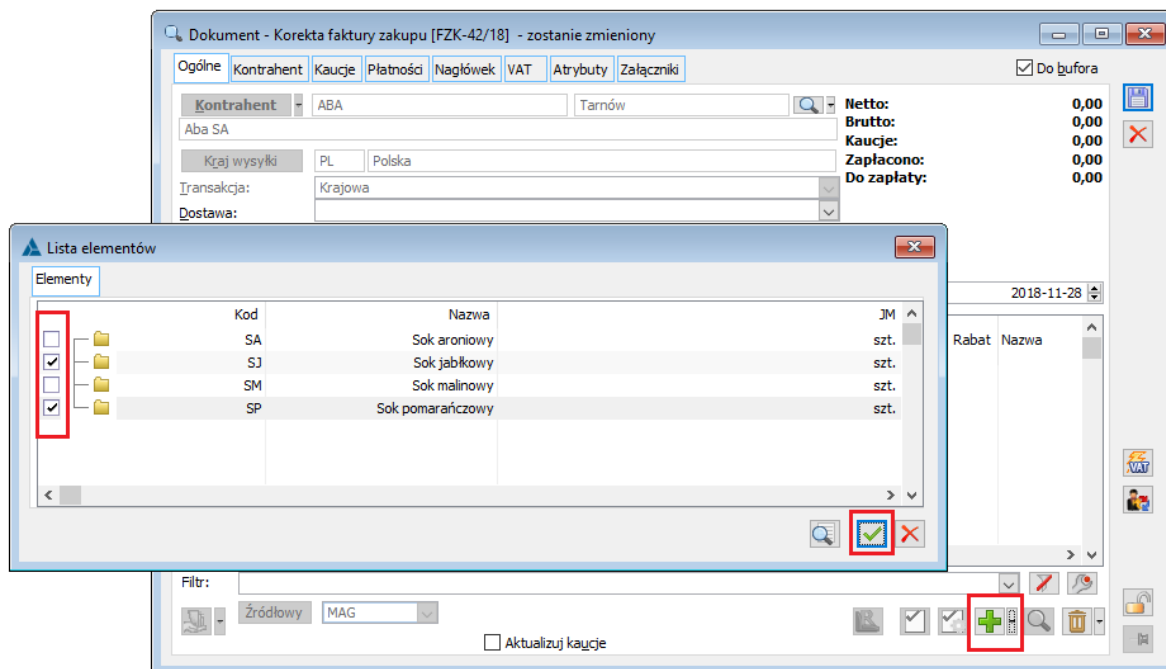 Dokument - Korekta faktury zakupu [FZK-42/18] - zostanie zmieniony
Ogólne Kontrahent Kaucje Płatności Nagłówek VAT Atrybuty Załączniki
Do bufora
Kontrahent ABA Tarnów
Aba SA
Kraj wysyłki PL Polska
Transakcja: Krajowa
Dostawa:
Netto: 0,00
Brutto: 0,00
Kaucje: 0,00
Zapłacono: 0,00
Do zapłaty: 0,00
2018-11-28
Rabat Nazwa
Lista elementów
Elementy
Kod Nazwa JM
SA Sok aroniowy szt.
SJ Sok jabłkowy szt.
SM Sok malinowy szt.
SP Sok pomarańczowy szt.
VAT
Filtr:
Źródłowy MAG
Aktualizuj kaucje